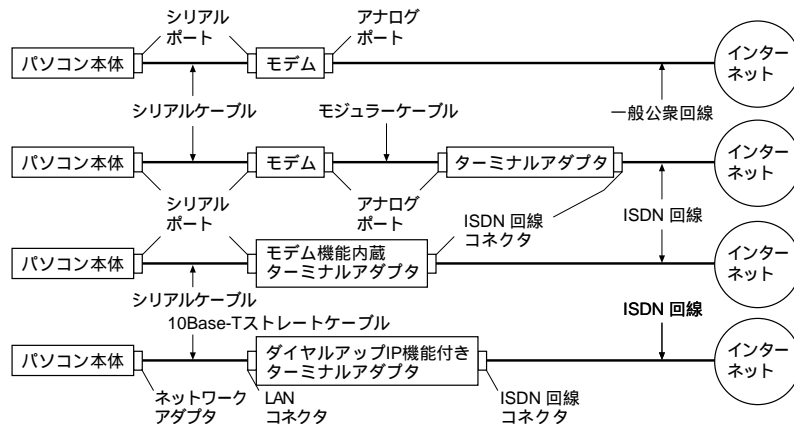 シリアル
ポート
アナログ
ポート
パソコン本体
モデム
インター
ネット
シリアルケーブル
モジュラーケーブル
一般公衆回線
パソコン本体
モデム
ターミナルアダプタ
インター
ネット
シリアル
ポート
アナログ
ポート
ISDN 回線
コネクタ
ISDN 回線
パソコン本体
モデム機能内蔵
ターミナルアダプタ
インター
ネット
シリアルケーブル
10Base-Tストレートケーブル
ISDN 回線
パソコン本体
ダイヤルアップIP機能付き
ターミナルアダプタ
インター
ネット
ネットワーク
アダプタ
LAN
コネクタ
ISDN 回線
コネクタ